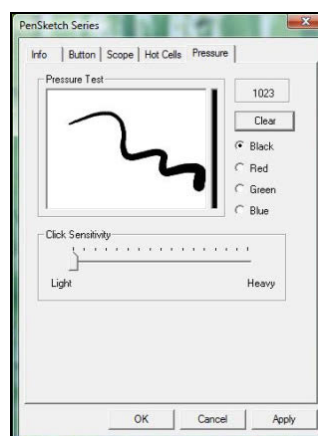 PenSketch Series
Info Button Scope Hot Cells Pressure
Pressure Test
1023
Clear
Black
Red
Green
Blue
Click Sensitivity
Light Heavy
OK Cancel Apply